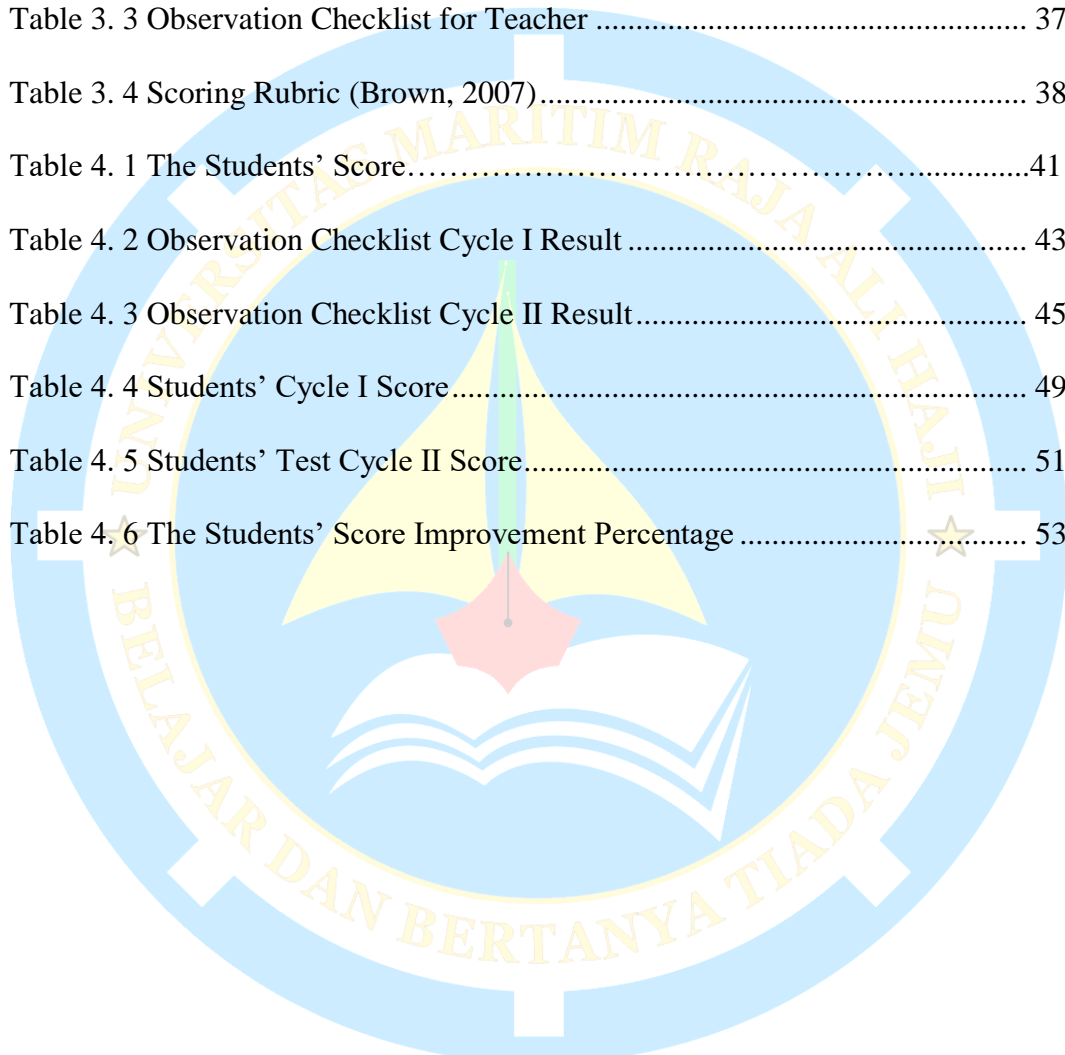 Table 3. 3 Observation Checklist for Teacher ........................................................ 37
Table 3. 4 Scoring Rubric (Brown, 2007)............................................................... 38
Table 4. 1 The Students’ Score…………………………………………….............41
Table 4. 2 Observation Checklist Cycle I Result .................................................... 43
Table 4. 3 Observation Checklist Cycle II Result................................................... 45
Table 4. 4 Students’ Cycle I Score........................................................................... 49
Table 4. 5 Students’ Test Cycle II Score.................................................................. 51
Table 4. 6 The Students’ Score Improvement Percentage ...................................... 53
UNIVERSITAS MARITIM RAJA ALI HAJI
BELAJAR DAN BERTANYA TIADA JEMU